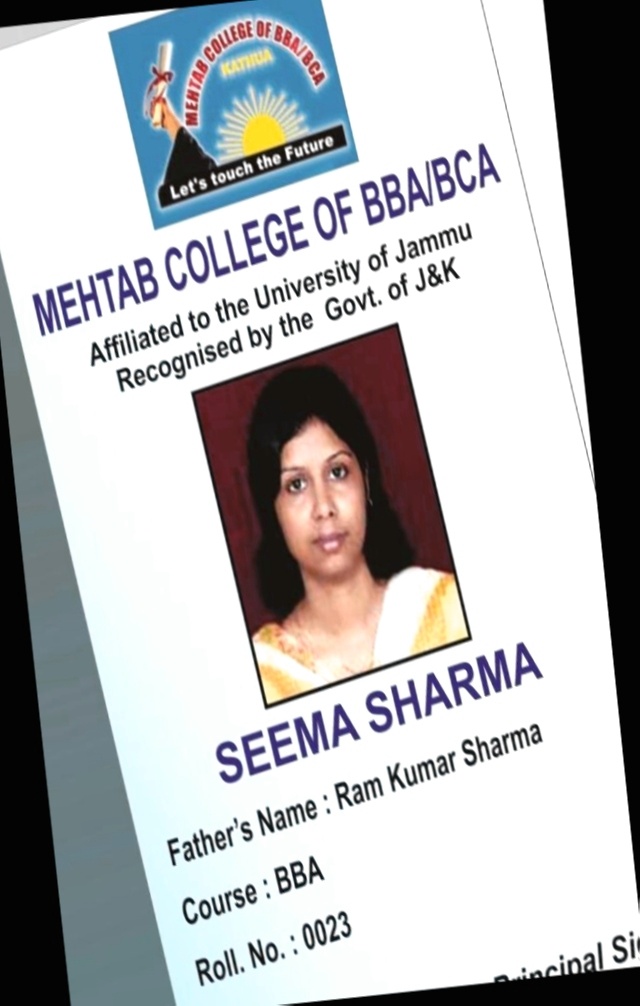 MEHTAB COLLEGE OF BBA/BCA
KATHUA
Let's touch the Future
MEHTAB COLLEGE OF BBA/BCA
Affiliated to the University of Jammu
Recognised by the Govt. of J&K
SEEMA SHARMA
Father's Name : Ram Kumar Sharma
Course : BBA
Roll. No. : 0023
Principal